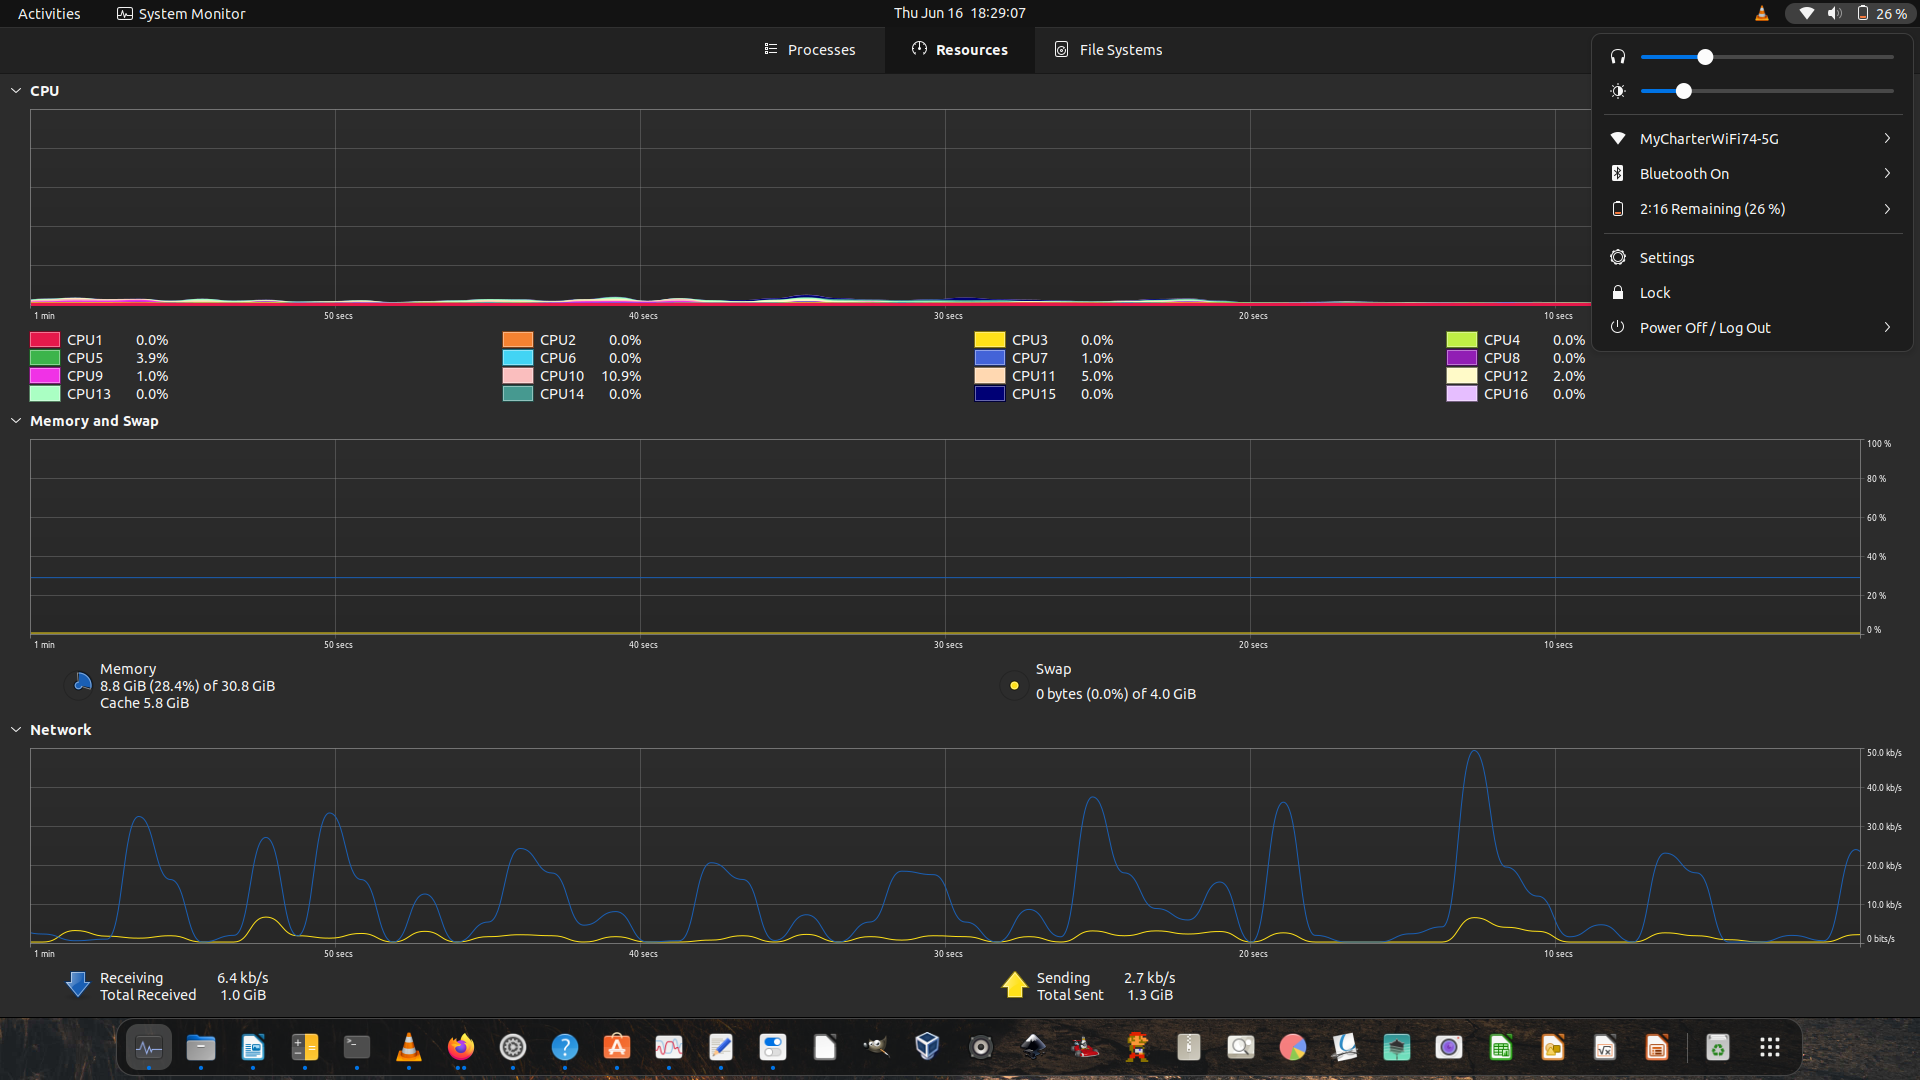 Activities System Monitor Thu Jun 16 18:29:07 26 %
Processes Resources File Systems
MyCharterWiFi74-5G
Bluetooth On
2:16 Remaining (26 %)
Settings
Lock
Power Off / Log Out
CPU
1 min 50 secs 40 secs 30 secs 20 secs 10 secs
CPU1 0.0% CPU2 0.0% CPU3 0.0% CPU4 0.0%
CPU5 3.9% CPU6 0.0% CPU7 1.0% CPU8 0.0%
CPU9 1.0% CPU10 10.9% CPU11 5.0% CPU12 2.0%
CPU13 0.0% CPU14 0.0% CPU15 0.0% CPU16 0.0%
Memory and Swap
100 %
80 %
60 %
40 %
20 %
0 %
1 min 50 secs 40 secs 30 secs 20 secs 10 secs
Memory
8.8 GiB (28.4%) of 30.8 GiB
Cache 5.8 GiB
Swap
0 bytes (0.0%) of 4.0 GiB
Network
50.0 kb/s
40.0 kb/s
30.0 kb/s
20.0 kb/s
10.0 kb/s
0 bits/s
1 min 50 secs 40 secs 30 secs 20 secs 10 secs
Receiving 6.4 kb/s
Total Received 1.0 GiB
Sending 2.7 kb/s
Total Sent 1.3 GiB